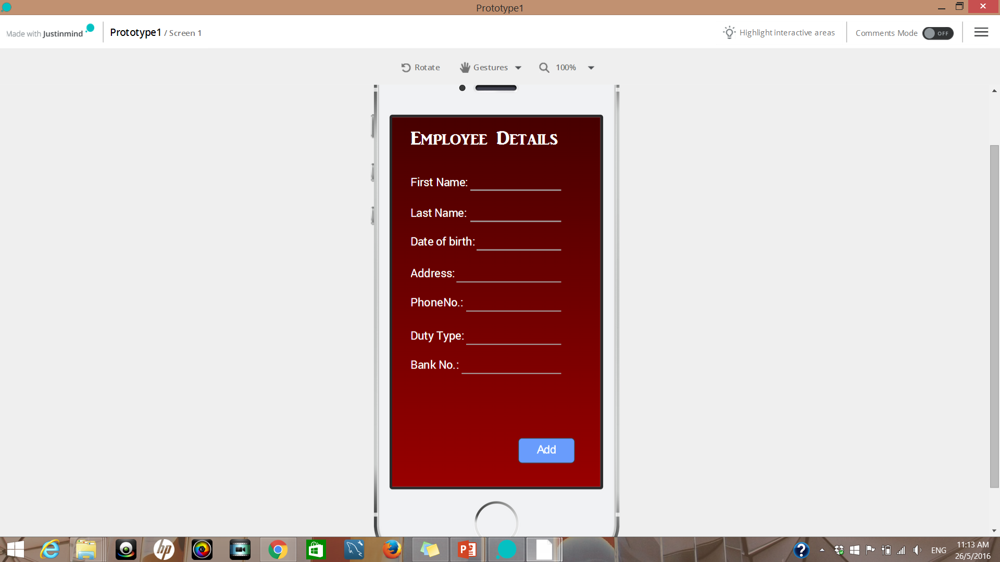 Prototype1
Made with Justinmind
Prototype1 / Screen 1
Highlight interactive areas
Comments Mode OFF
Rotate
Gestures
100%
Employee Details
First Name:
Last Name:
Date of birth:
Address:
PhoneNo.:
Duty Type:
Bank No.:
Add
hp
P
?
ENG
11:13 AM
26/5/2016